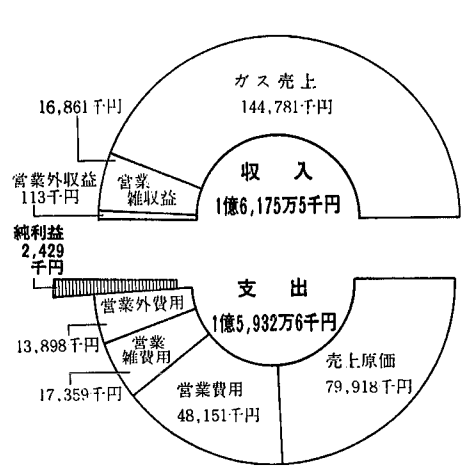 ガス売上
144,781千円
16,861千円
営業
雑収益
営業外収益
113千円
収入
1億6,175万5千円
純利益
2,429
千円
支出
1億5,932万6千円
営業外費用
13,898千円
営業
雑費用
17,359千円
営業費用
48,151千円
売上原価
79,918千円